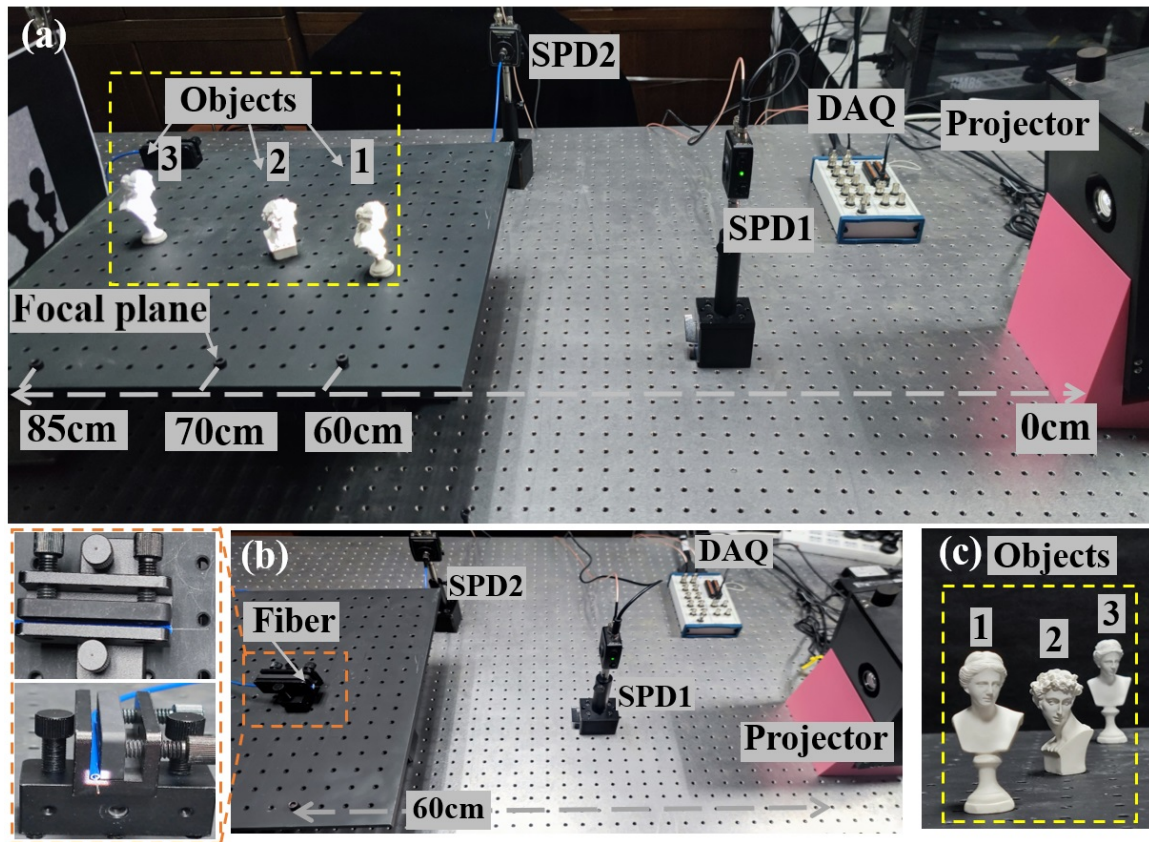 (a)
SPD2
Objects
DAQ
Projector
3
2
1
SPD1
Focal plane
85cm
70cm
60cm
0cm
(b)
SPD2
DAQ
Fiber
SPD1
Projector
60cm
(c)
Objects
1
2
3